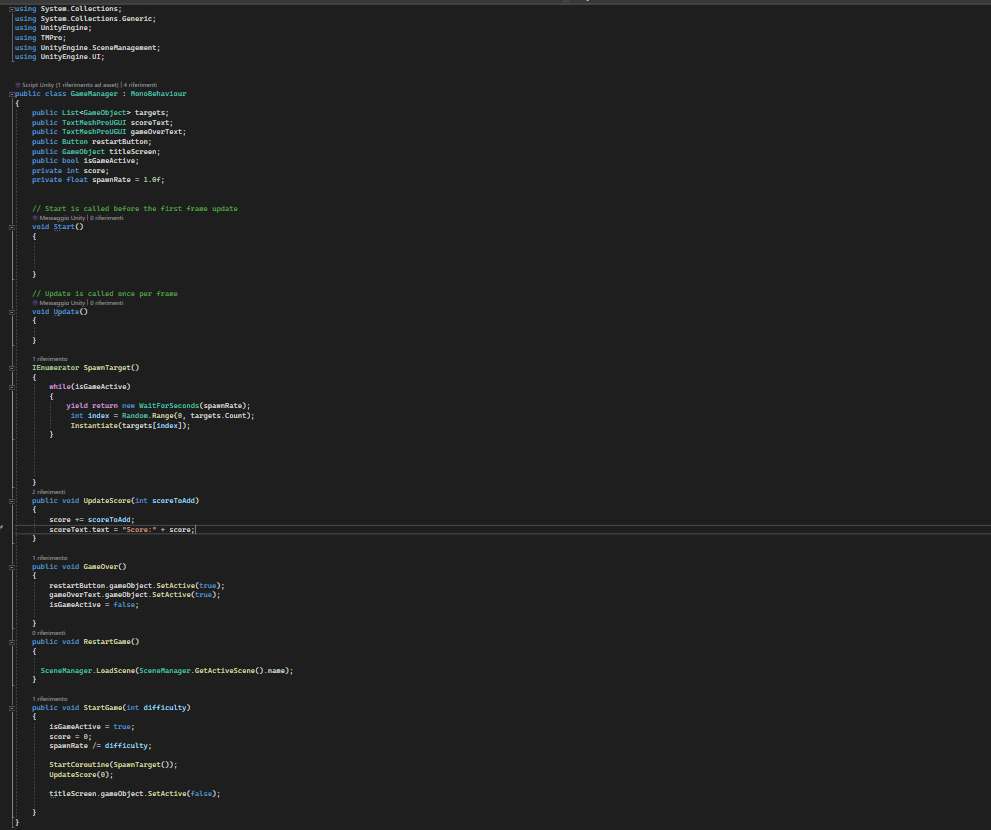 using System.Collections;
using System.Collections.Generic;
using UnityEngine;
using TMPro;
using UnityEngine.SceneManagement;
using UnityEngine.UI;
Script Unity (1 riferimento ad asset) | 4 riferimenti
public class GameManager : MonoBehaviour
{
public List<GameObject> targets;
public TextMeshProUGUI scoreText;
public TextMeshProUGUI gameOverText;
public Button restartButton;
public GameObject titleScreen;
public bool isGameActive;
private int score;
private float spawnRate = 1.0f;
// Start is called before the first frame update
Messaggio Unity | 0 riferimenti
void Start()
{
}
// Update is called once per frame
Messaggio Unity | 0 riferimenti
void Update()
{
}
1 riferimento
IEnumerator SpawnTarget()
{
while(isGameActive)
{
yield return new WaitForSeconds(spawnRate);
int index = Random.Range(0, targets.Count);
Instantiate(targets[index]);
}
}
2 riferimenti
public void UpdateScore(int scoreToAdd)
{
score += scoreToAdd;
scoreText.text = "Score:" + score;
}
1 riferimento
public void GameOver()
{
restartButton.gameObject.SetActive(true);
gameOverText.gameObject.SetActive(true);
isGameActive = false;
}
0 riferimenti
public void RestartGame()
{
SceneManager.LoadScene(SceneManager.GetActiveScene().name);
}
1 riferimento
public void StartGame(int difficulty)
{
isGameActive = true;
score = 0;
spawnRate /= difficulty;
StartCoroutine(SpawnTarget());
UpdateScore(0);
titleScreen.gameObject.SetActive(false);
}
}